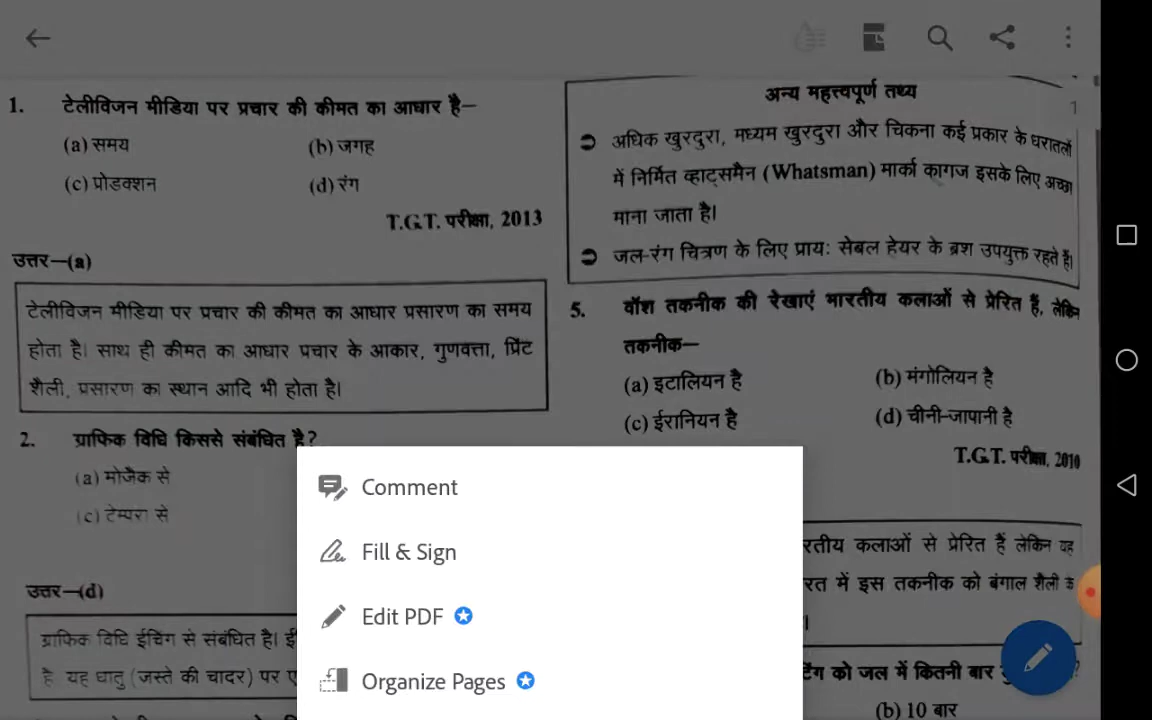 1. टेलीविजन मीडिया पर प्रचार की कीमत का आधार है—
(a) समय (b) जगह
(c) प्रोडक्शन (d) रंग
T.G.T. परीक्षा, 2013
उत्तर—(a)
टेलीविजन मीडिया पर प्रचार की कीमत का आधार प्रसारण का समय
होता है। साथ ही कीमत का आधार प्रचार के आकार, गुणवत्ता, प्रिंट
शैली, प्रसारण का स्थान आदि भी होता है।
2. ग्राफिक विधि किससे संबंधित है?
(a) मोजैक से
(c) टेम्परा से
उत्तर—(d)
ग्राफिक विधि ईचिंग से संबंधित है। ई
है यह धातु (जस्ते की चादर) पर ए
1
अन्य महत्त्वपूर्ण तथ्य
अधिक खुरदुरा, मध्यम खुरदुरा और चिकना कई प्रकार के धरातलों
में निर्मित व्हाट्समैन (Whatsman) मार्का कागज इसके लिए अच्छा
माना जाता है।
जल-रंग चित्रण के लिए प्राय: सेबल हेयर के ब्रश उपयुक्त रहते हैं।
5. वॉश तकनीक की रेखाएं भारतीय कलाओं से प्रेरित हैं, लेकिन
तकनीक—
(a) इटालियन है (b) मंगोलियन है
(c) ईरानियन है (d) चीनी-जापानी है
T.G.T. परीक्षा, 2010
रतीय कलाओं से प्रेरित हैं लेकिन यह
रत में इस तकनीक को बंगाल शैली के
टिंग को जल में कितनी बार
(b) 10 बार
Comment
Fill & Sign
Edit PDF
Organize Pages